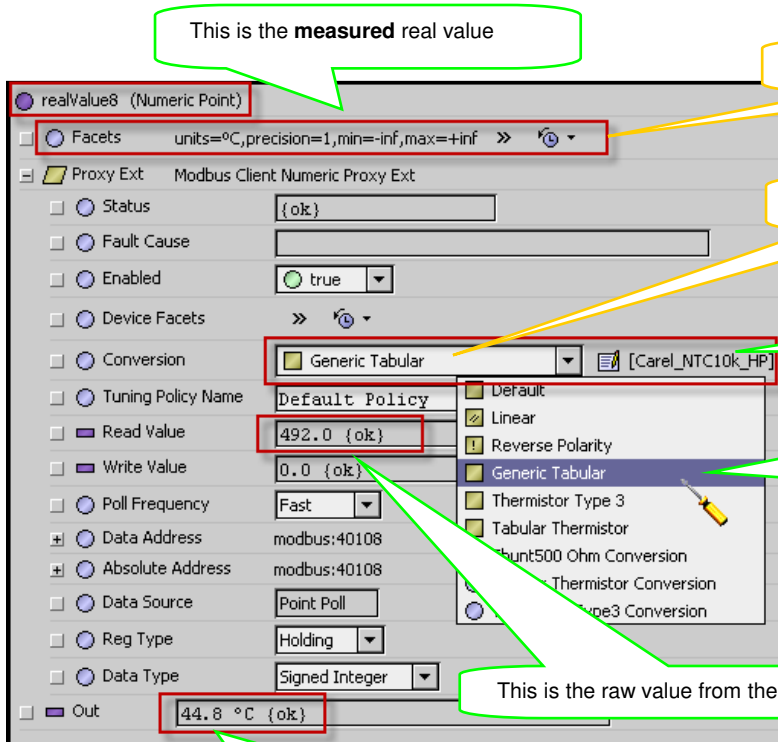 This is the measured real value
realValue8 (Numeric Point)
Facets units=ºC,precision=1,min=-inf,max=+inf »
Proxy Ext Modbus Client Numeric Proxy Ext
Status {ok}
Fault Cause
Enabled true
Device Facets »
Conversion Generic Tabular [Carel_NTC10k_HP]
Tuning Policy Name Default Policy
Default
Linear
Read Value 492.0 {ok}
Reverse Polarity
Write Value 0.0 {ok}
Generic Tabular
Poll Frequency Fast
Thermistor Type 3
Data Address modbus:40108
Tabular Thermistor
Absolute Address modbus:40108
500 Ohm Conversion
Thermistor Conversion
Data Source Point Poll
Conversion
Reg Type Holding
Data Type Signed Integer
This is the raw value from the
Out 44.8 °C {ok}